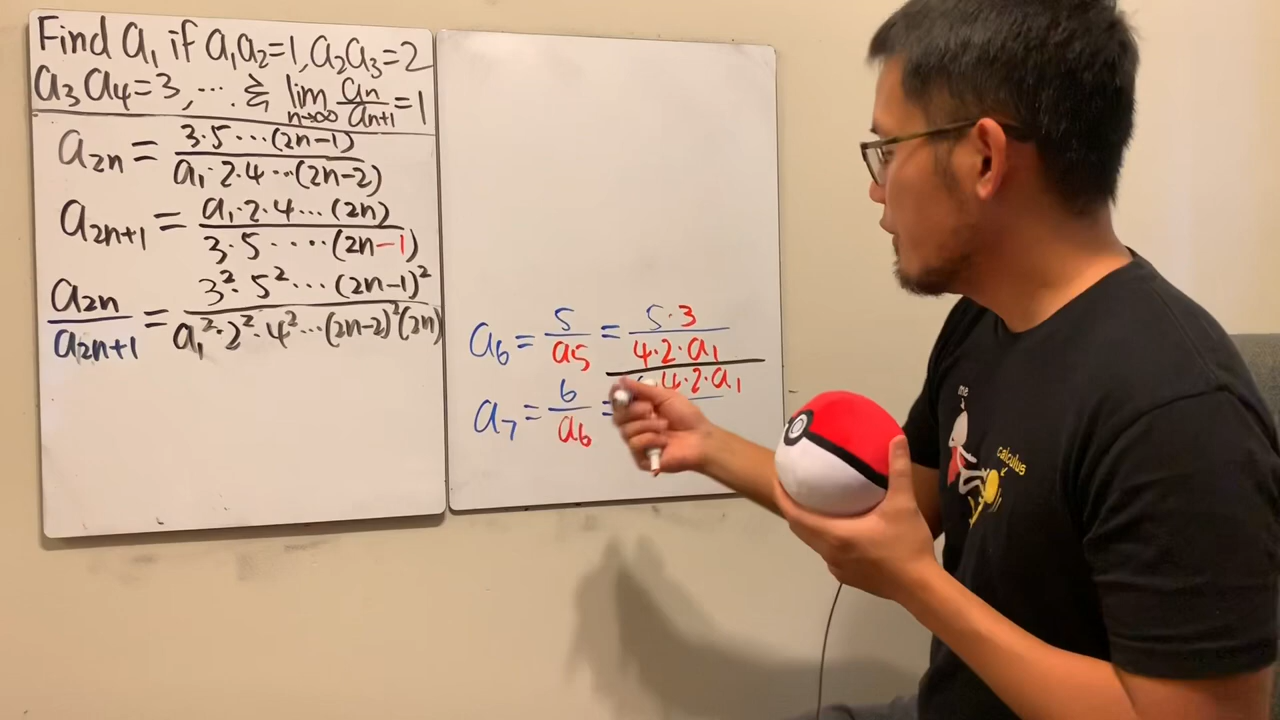 Find a₁ if a₁a₂=1, a₂a₃=2
a₃a₄=3, ... & lim n→∞ aₙ/aₙ₊₁ =1
a₂ₙ = 3·5···(2n-1) / a₁·2·4···(2n-2)
a₂ₙ₊₁ = a₁·2·4···(2n) / 3·5·····(2n-1)
a₂ₙ/a₂ₙ₊₁ = 3²·5²···(2n-1)² / a₁²·2²·4²···(2n-2)²(2n)
a₆ = 5/a₅ = 5·3 / 4·2·a₁
a₇ = 6/a₆ = ·4·2·a₁
me
calculus